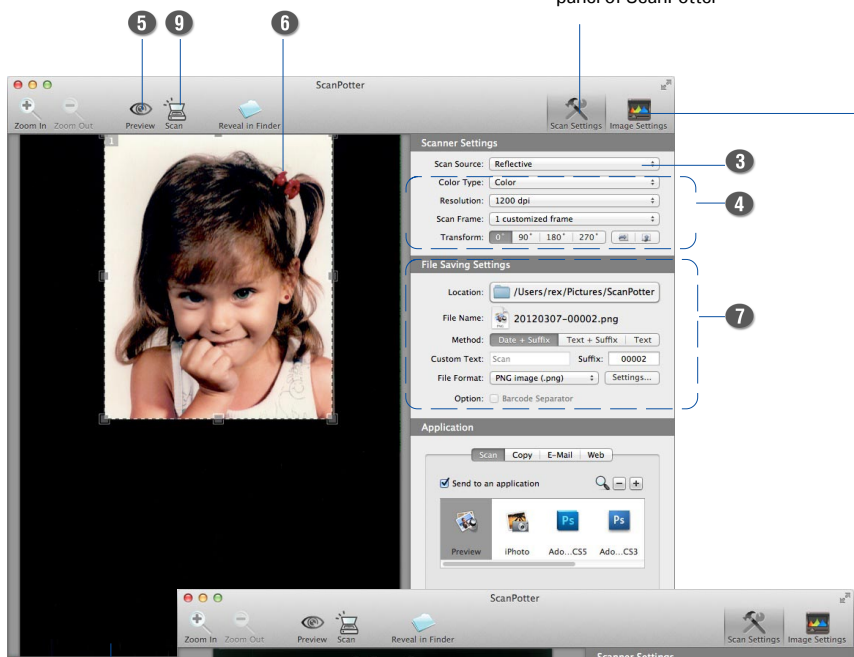 panel of ScanPotter
5 9 6
ScanPotter
Zoom In Zoom Out Preview Scan Reveal in Finder Scan Settings Image Settings
1
Scanner Settings
Scan Source: Reflective
3
Color Type: Color
Resolution: 1200 dpi
4
Scan Frame: 1 customized frame
Transform: 0° 90° 180° 270°
File Saving Settings
Location: /Users/rex/Pictures/ScanPotter
File Name: 20120307-00002.png
7
Method: Date + Suffix Text + Suffix Text
Custom Text: Scan Suffix: 00002
File Format: PNG image (.png) Settings...
Option: Barcode Separator
Application
Scan Copy E-Mail Web
Send to an application
Ps Ps
Preview iPhoto Ado...CS5 Ado...CS3
ScanPotter
Zoom In Zoom Out Preview Scan Reveal in Finder Scan Settings Image Settings
Scanner Settings